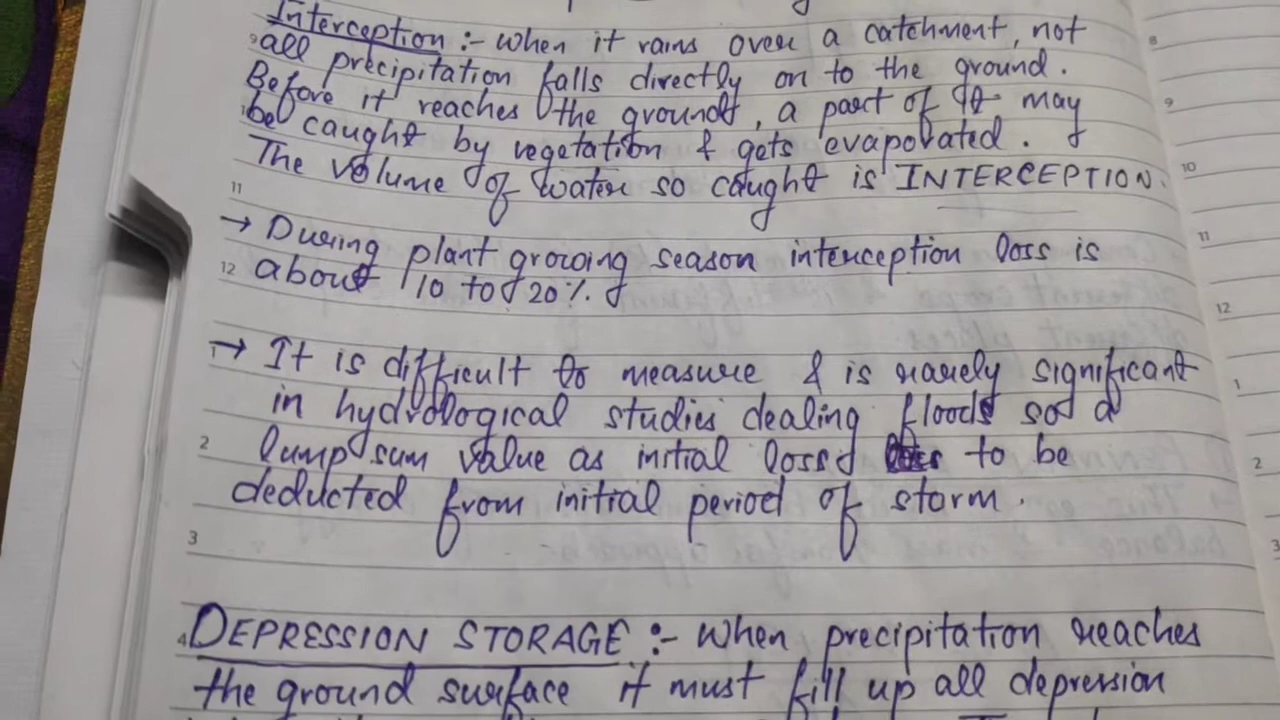 Interception :- When it rains over a catchment, not
all precipitation falls directly on to the ground.
Before it reaches the ground, a part of it may
be caught by vegetation & gets evaporated.
The volume of water so caught is INTERCEPTION.
→ During plant growing season interception loss is
about 10 to 20%.
→ It is difficult to measure & is rarely significant
in hydrological studies dealing floods so a
lump sum value as initial loss to be
deducted from initial period of storm.
DEPRESSION STORAGE :- When precipitation reaches
the ground surface it must fill up all depression